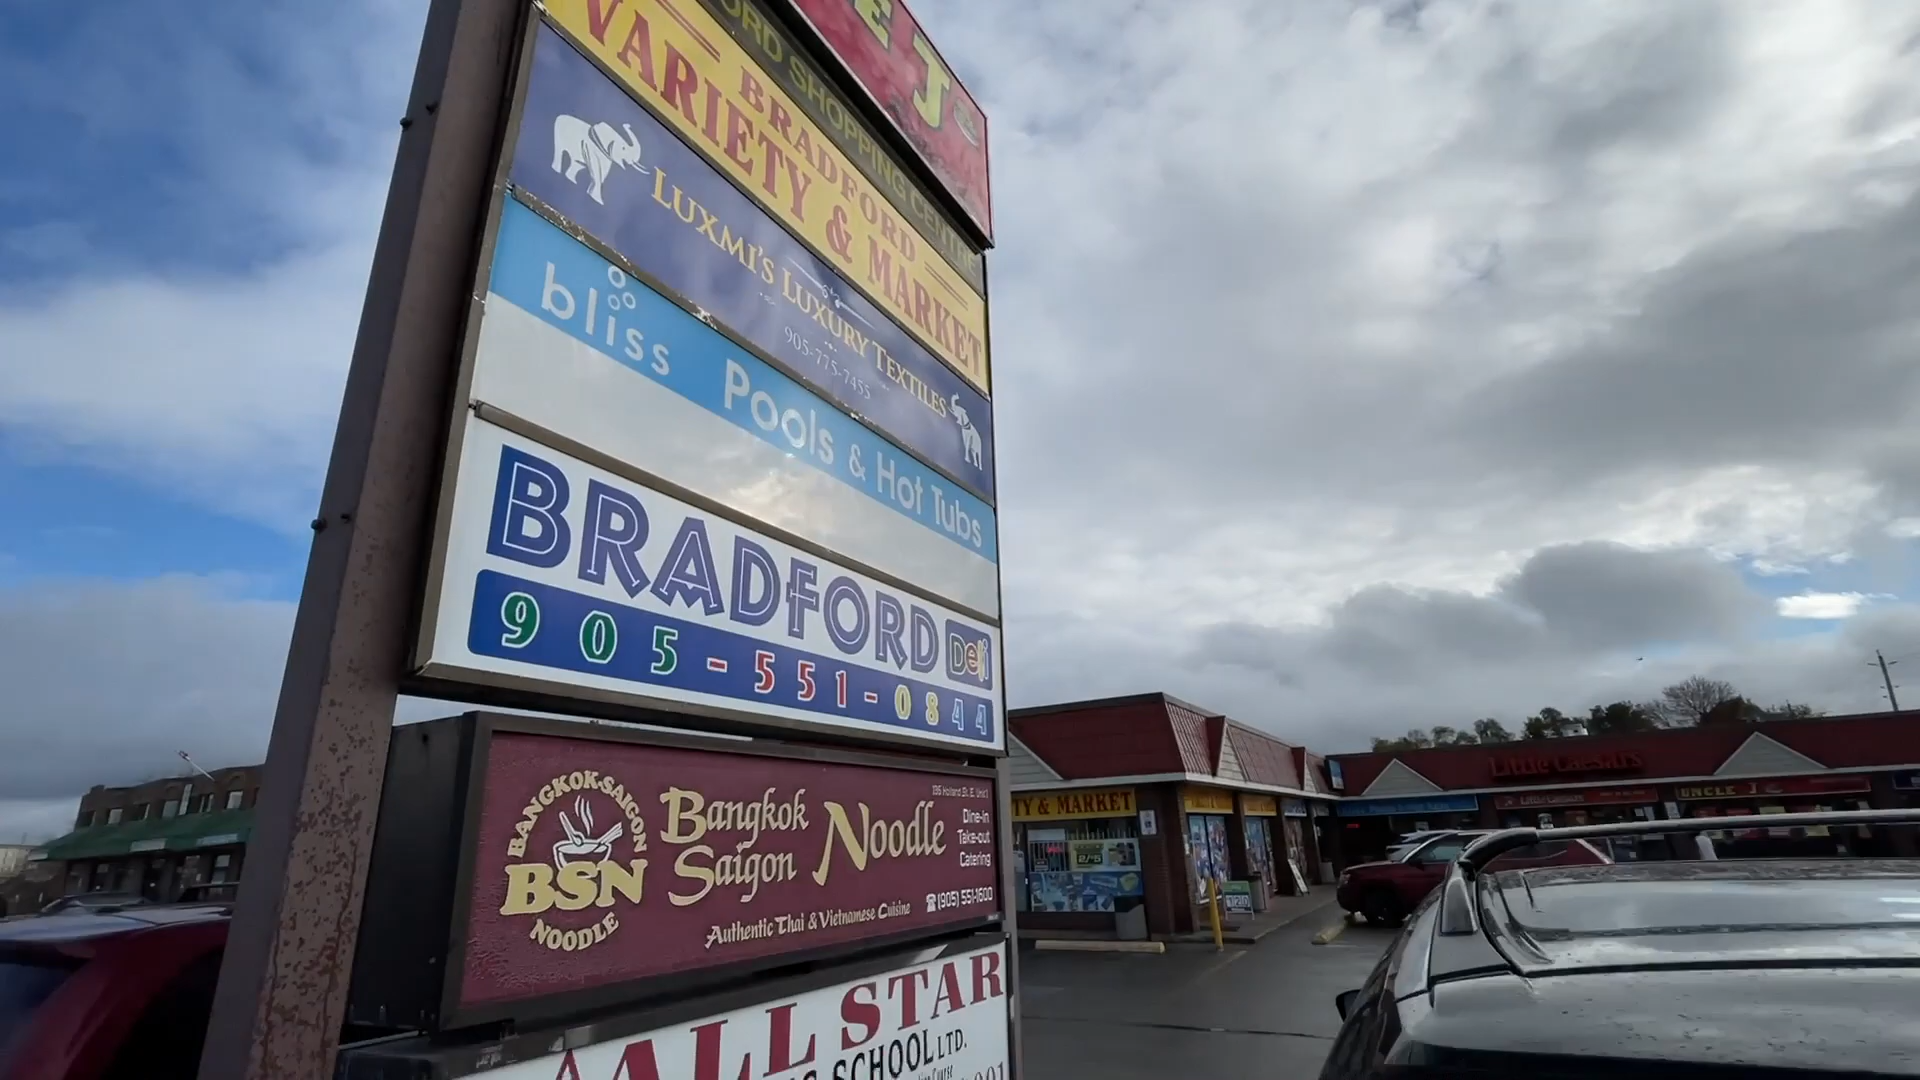 E J
SHOPPING CENTRE
BRADFORD
VARIETY & MARKET
LUXMI'S LUXURY TEXTILES
905-775-7455
bliss Pools & Hot Tubs
BRADFORD Deli
905-551-0844
BANGKOK-SAIGON
BSN
NOODLE
Bangkok
Saigon
Noodle
Dine-in
Take-out
Catering
(905) 551-1600
Authentic Thai & Vietnamese Cuisine
ALL STAR
SCHOOL LTD.
TY & MARKET
Little Caesars
Little Caesars
UNCLE J